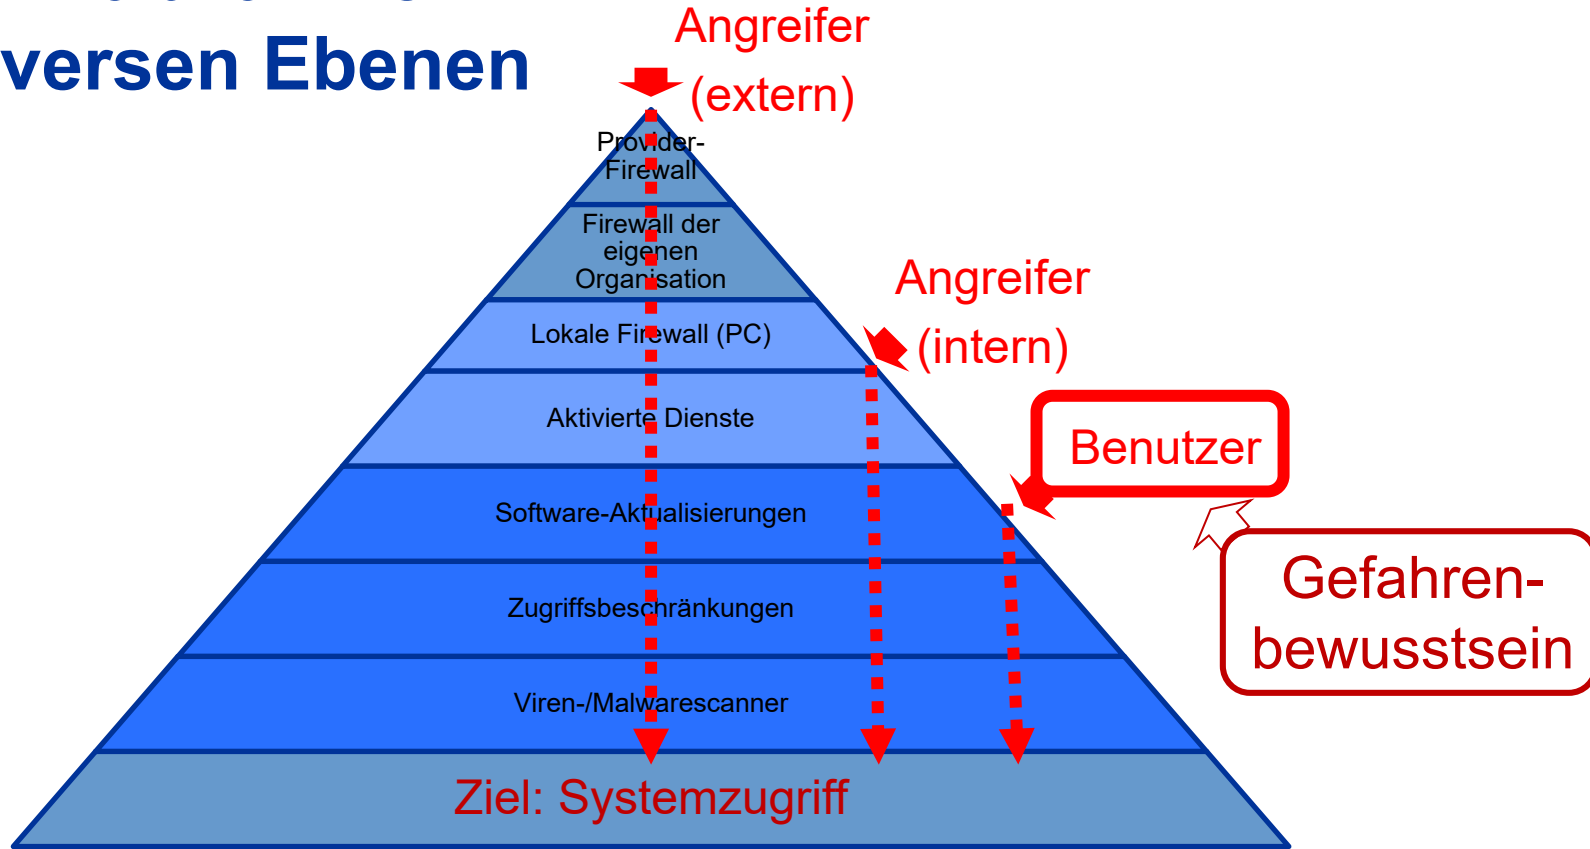 versen Ebenen
Angreifer
(extern)
Provider-
Firewall
Firewall der
eigenen
Organisation
Lokale Firewall (PC)
Angreifer
(intern)
Aktivierte Dienste
Benutzer
Software-Aktualisierungen
Gefahren-
bewusstsein
Zugriffsbeschränkungen
Viren-/Malwarescanner
Ziel: Systemzugriff